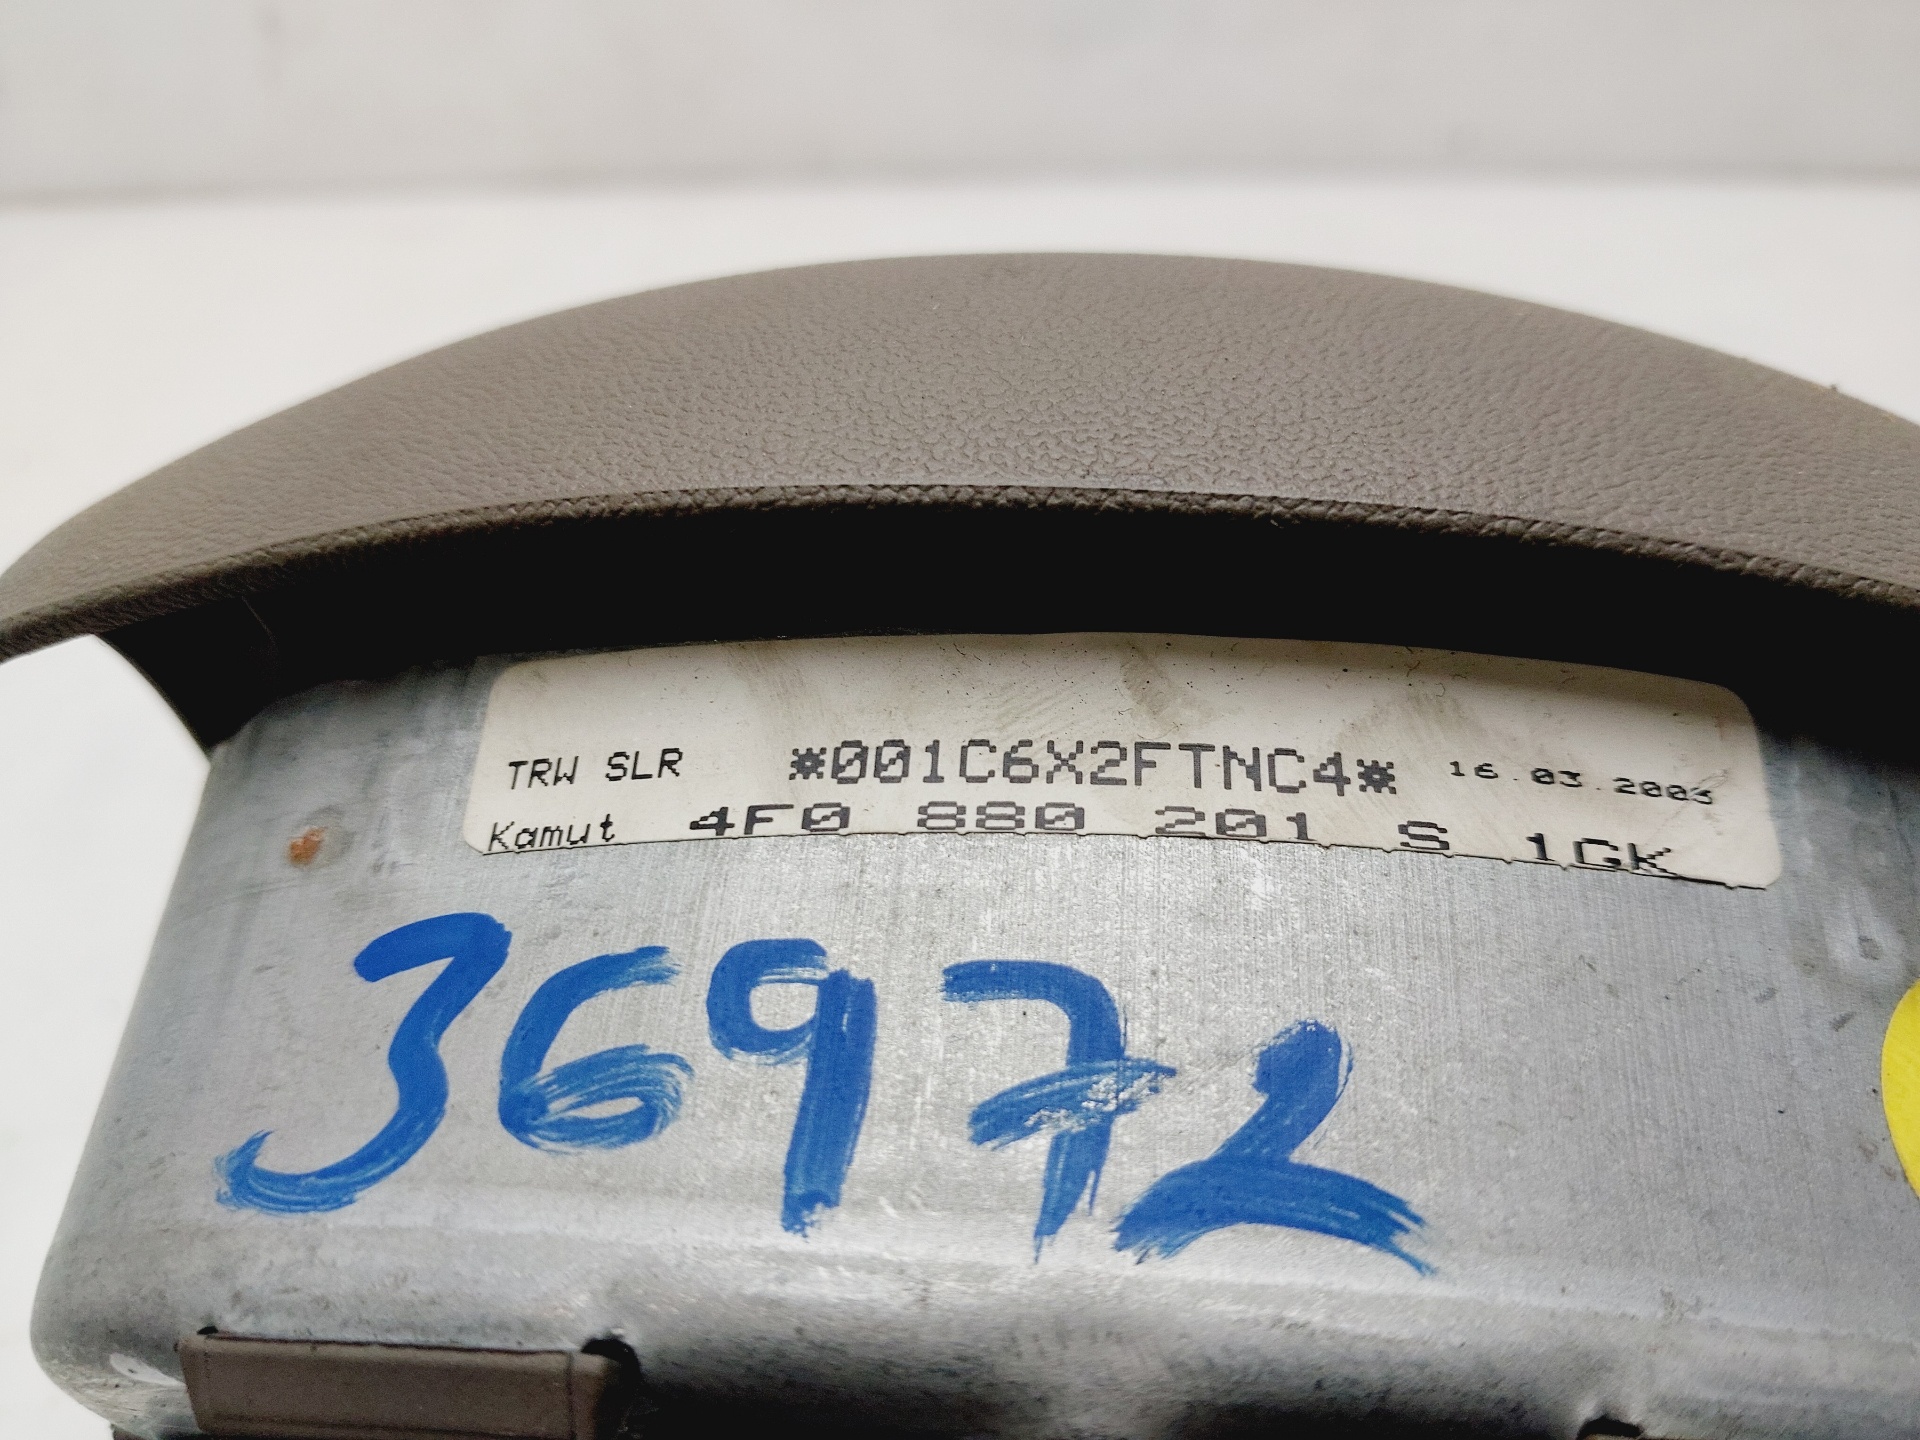 TRW SLR *001C6X2FTNC4* 16.03.2003
Kamut 4F0 880 201 S 1GK
36972